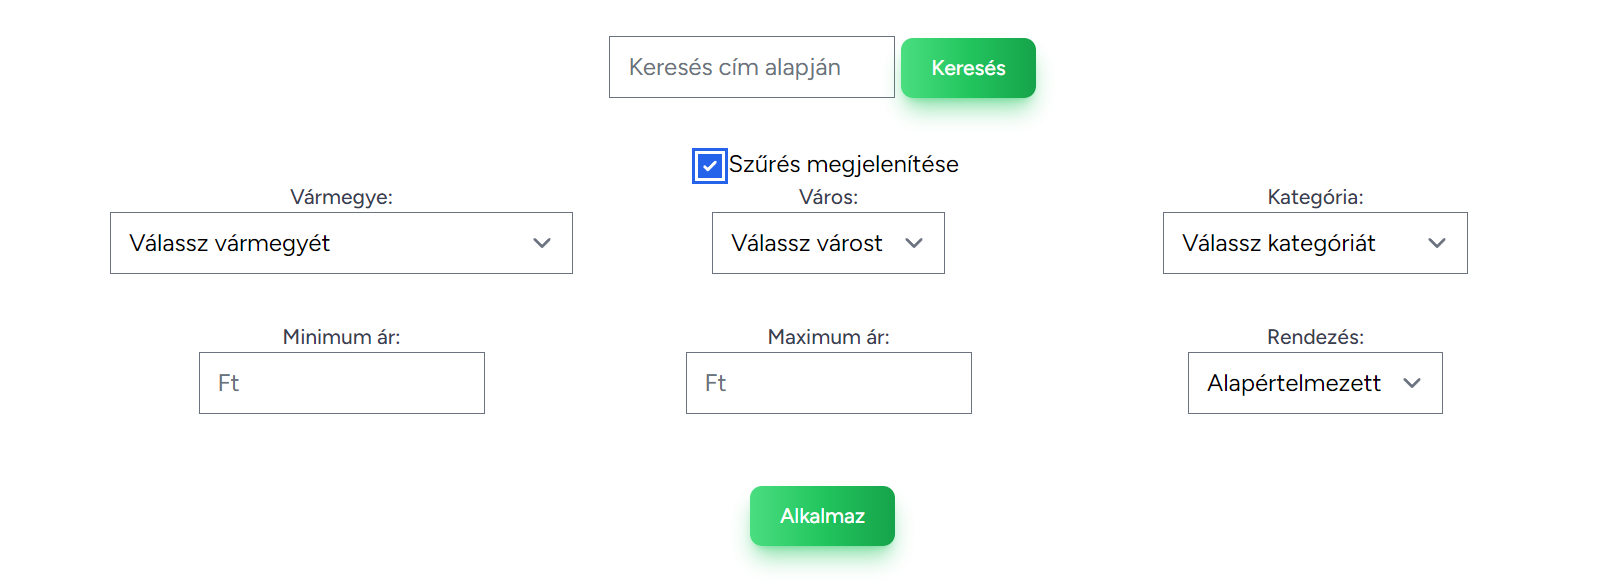 Keresés cím alapján Keresés
Szűrés megjelenítése
Vármegye: Város: Kategória:
Válassz vármegyét Válassz várost Válassz kategóriát
Minimum ár: Maximum ár: Rendezés:
Ft Ft Alapértelmezett
Alkalmaz